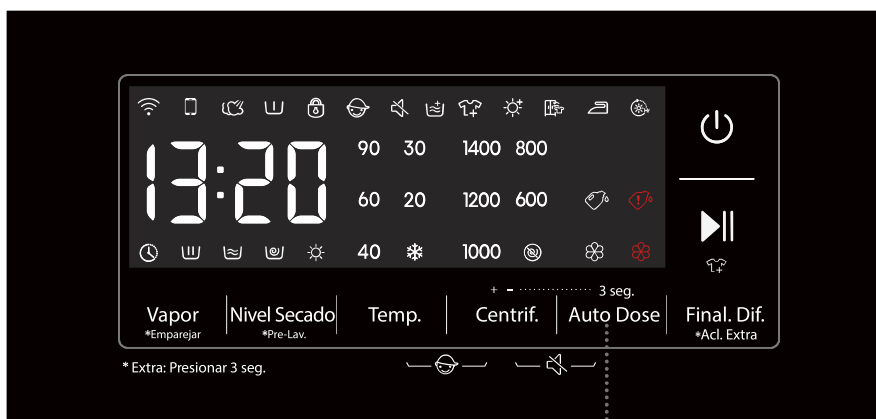 90 30 1400 800
13:20
60 20 1200 600
40 1000
+ - 3 seg.
Vapor Nivel Secado Temp. Centrif. Auto Dose Final. Dif.
*Emparejar *Pre-Lav. *Acl. Extra
* Extra: Presionar 3 seg.